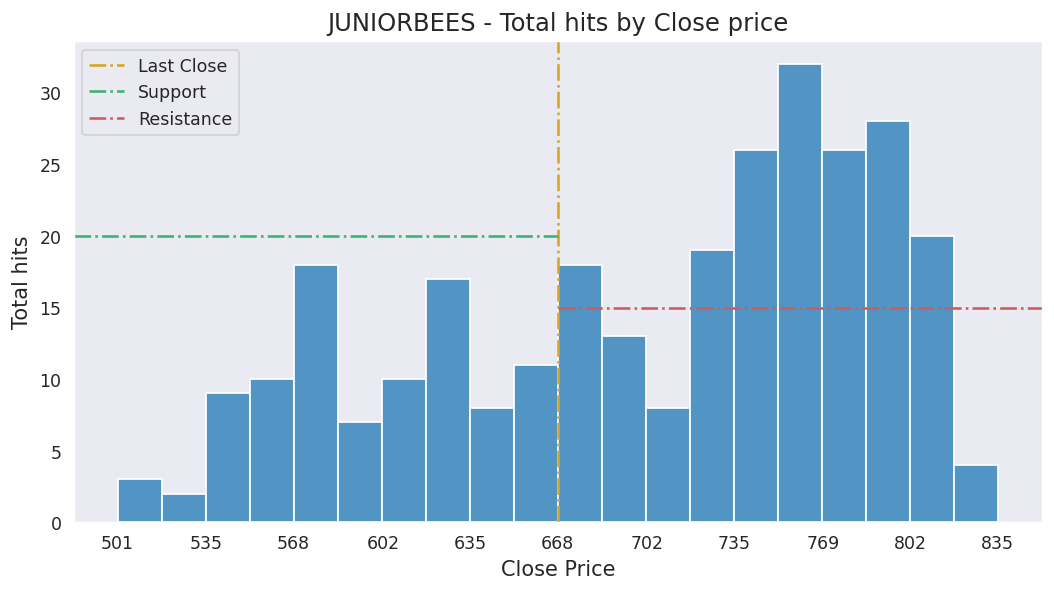 JUNIORBEES - Total hits by Close price
Last Close
Support
Resistance
Total hits
30
25
20
15
10
5
0
501 535 568 602 635 668 702 735 769 802 835
Close Price